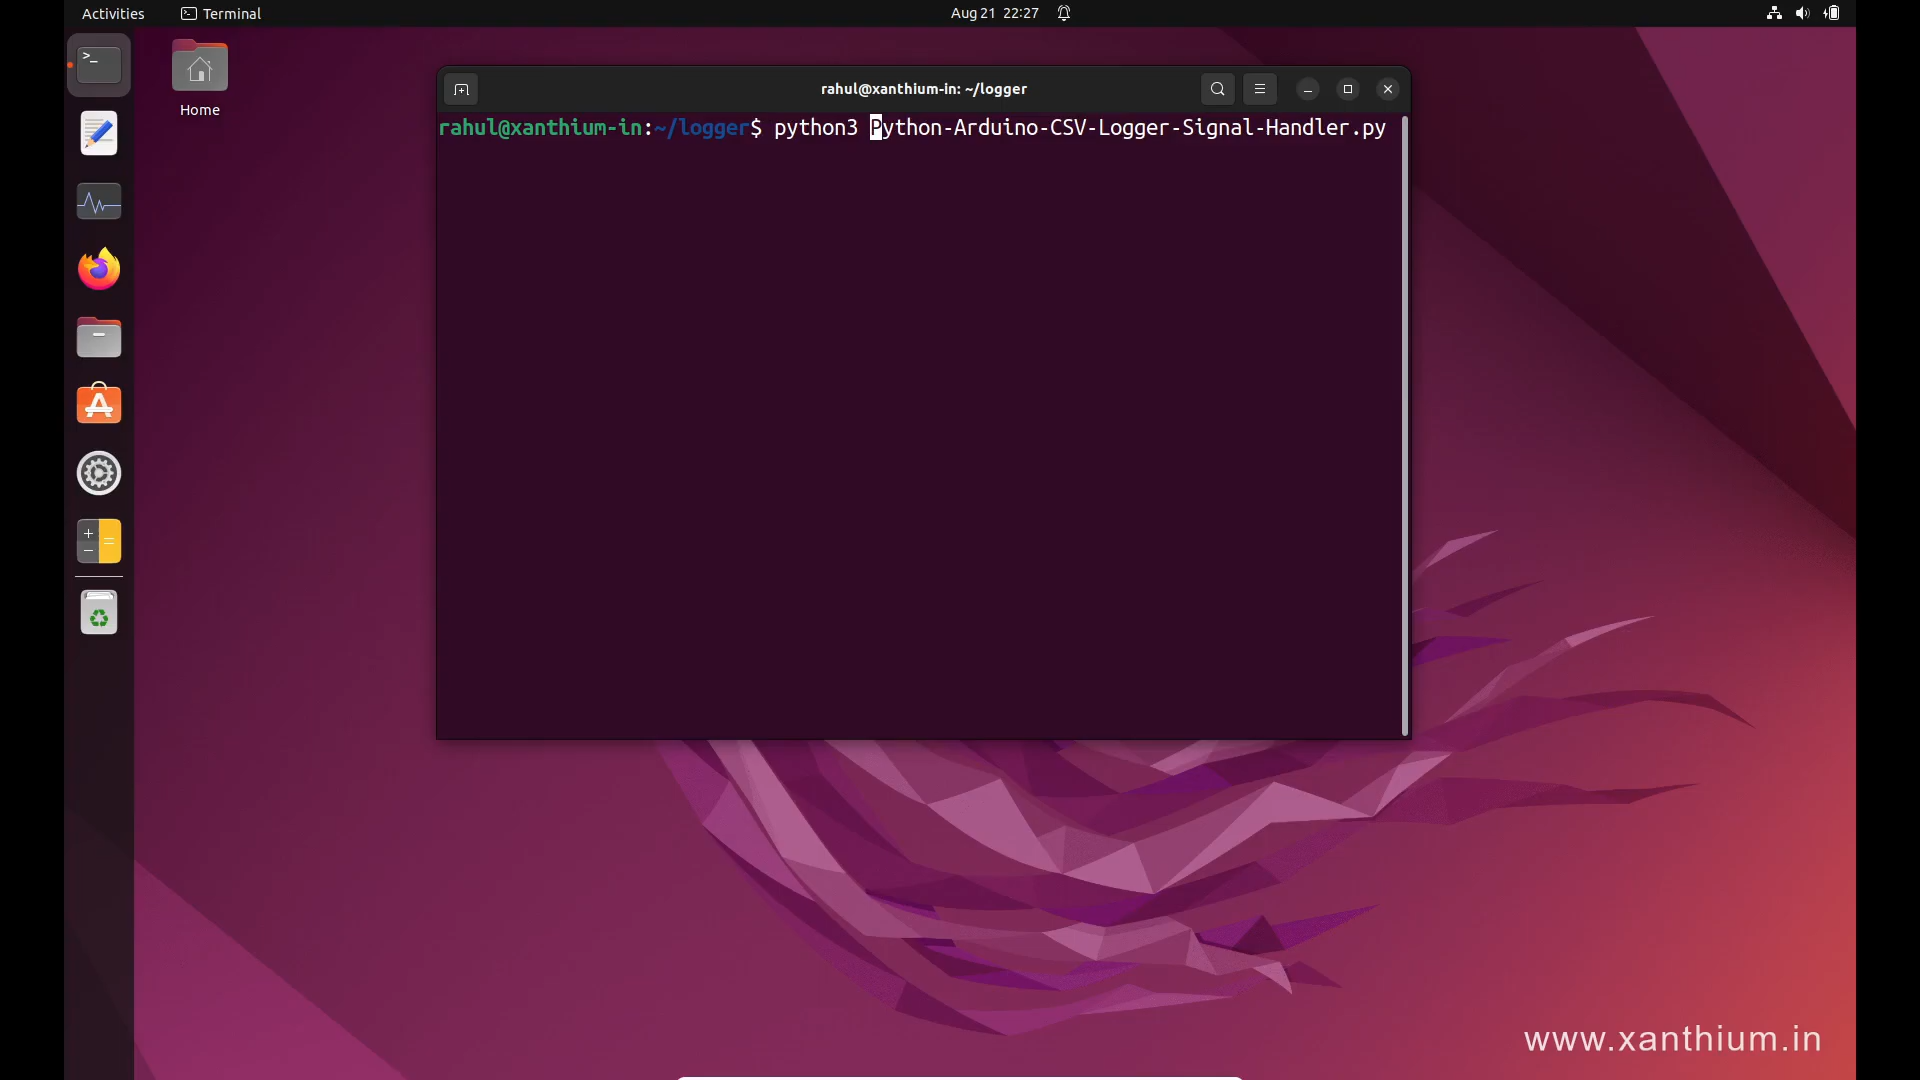 Activities
Terminal
Aug 21 22:27
Home
rahul@xanthium-in: ~/logger
rahul@xanthium-in:~/logger$ python3 Python-Arduino-CSV-Logger-Signal-Handler.py
www.xanthium.in